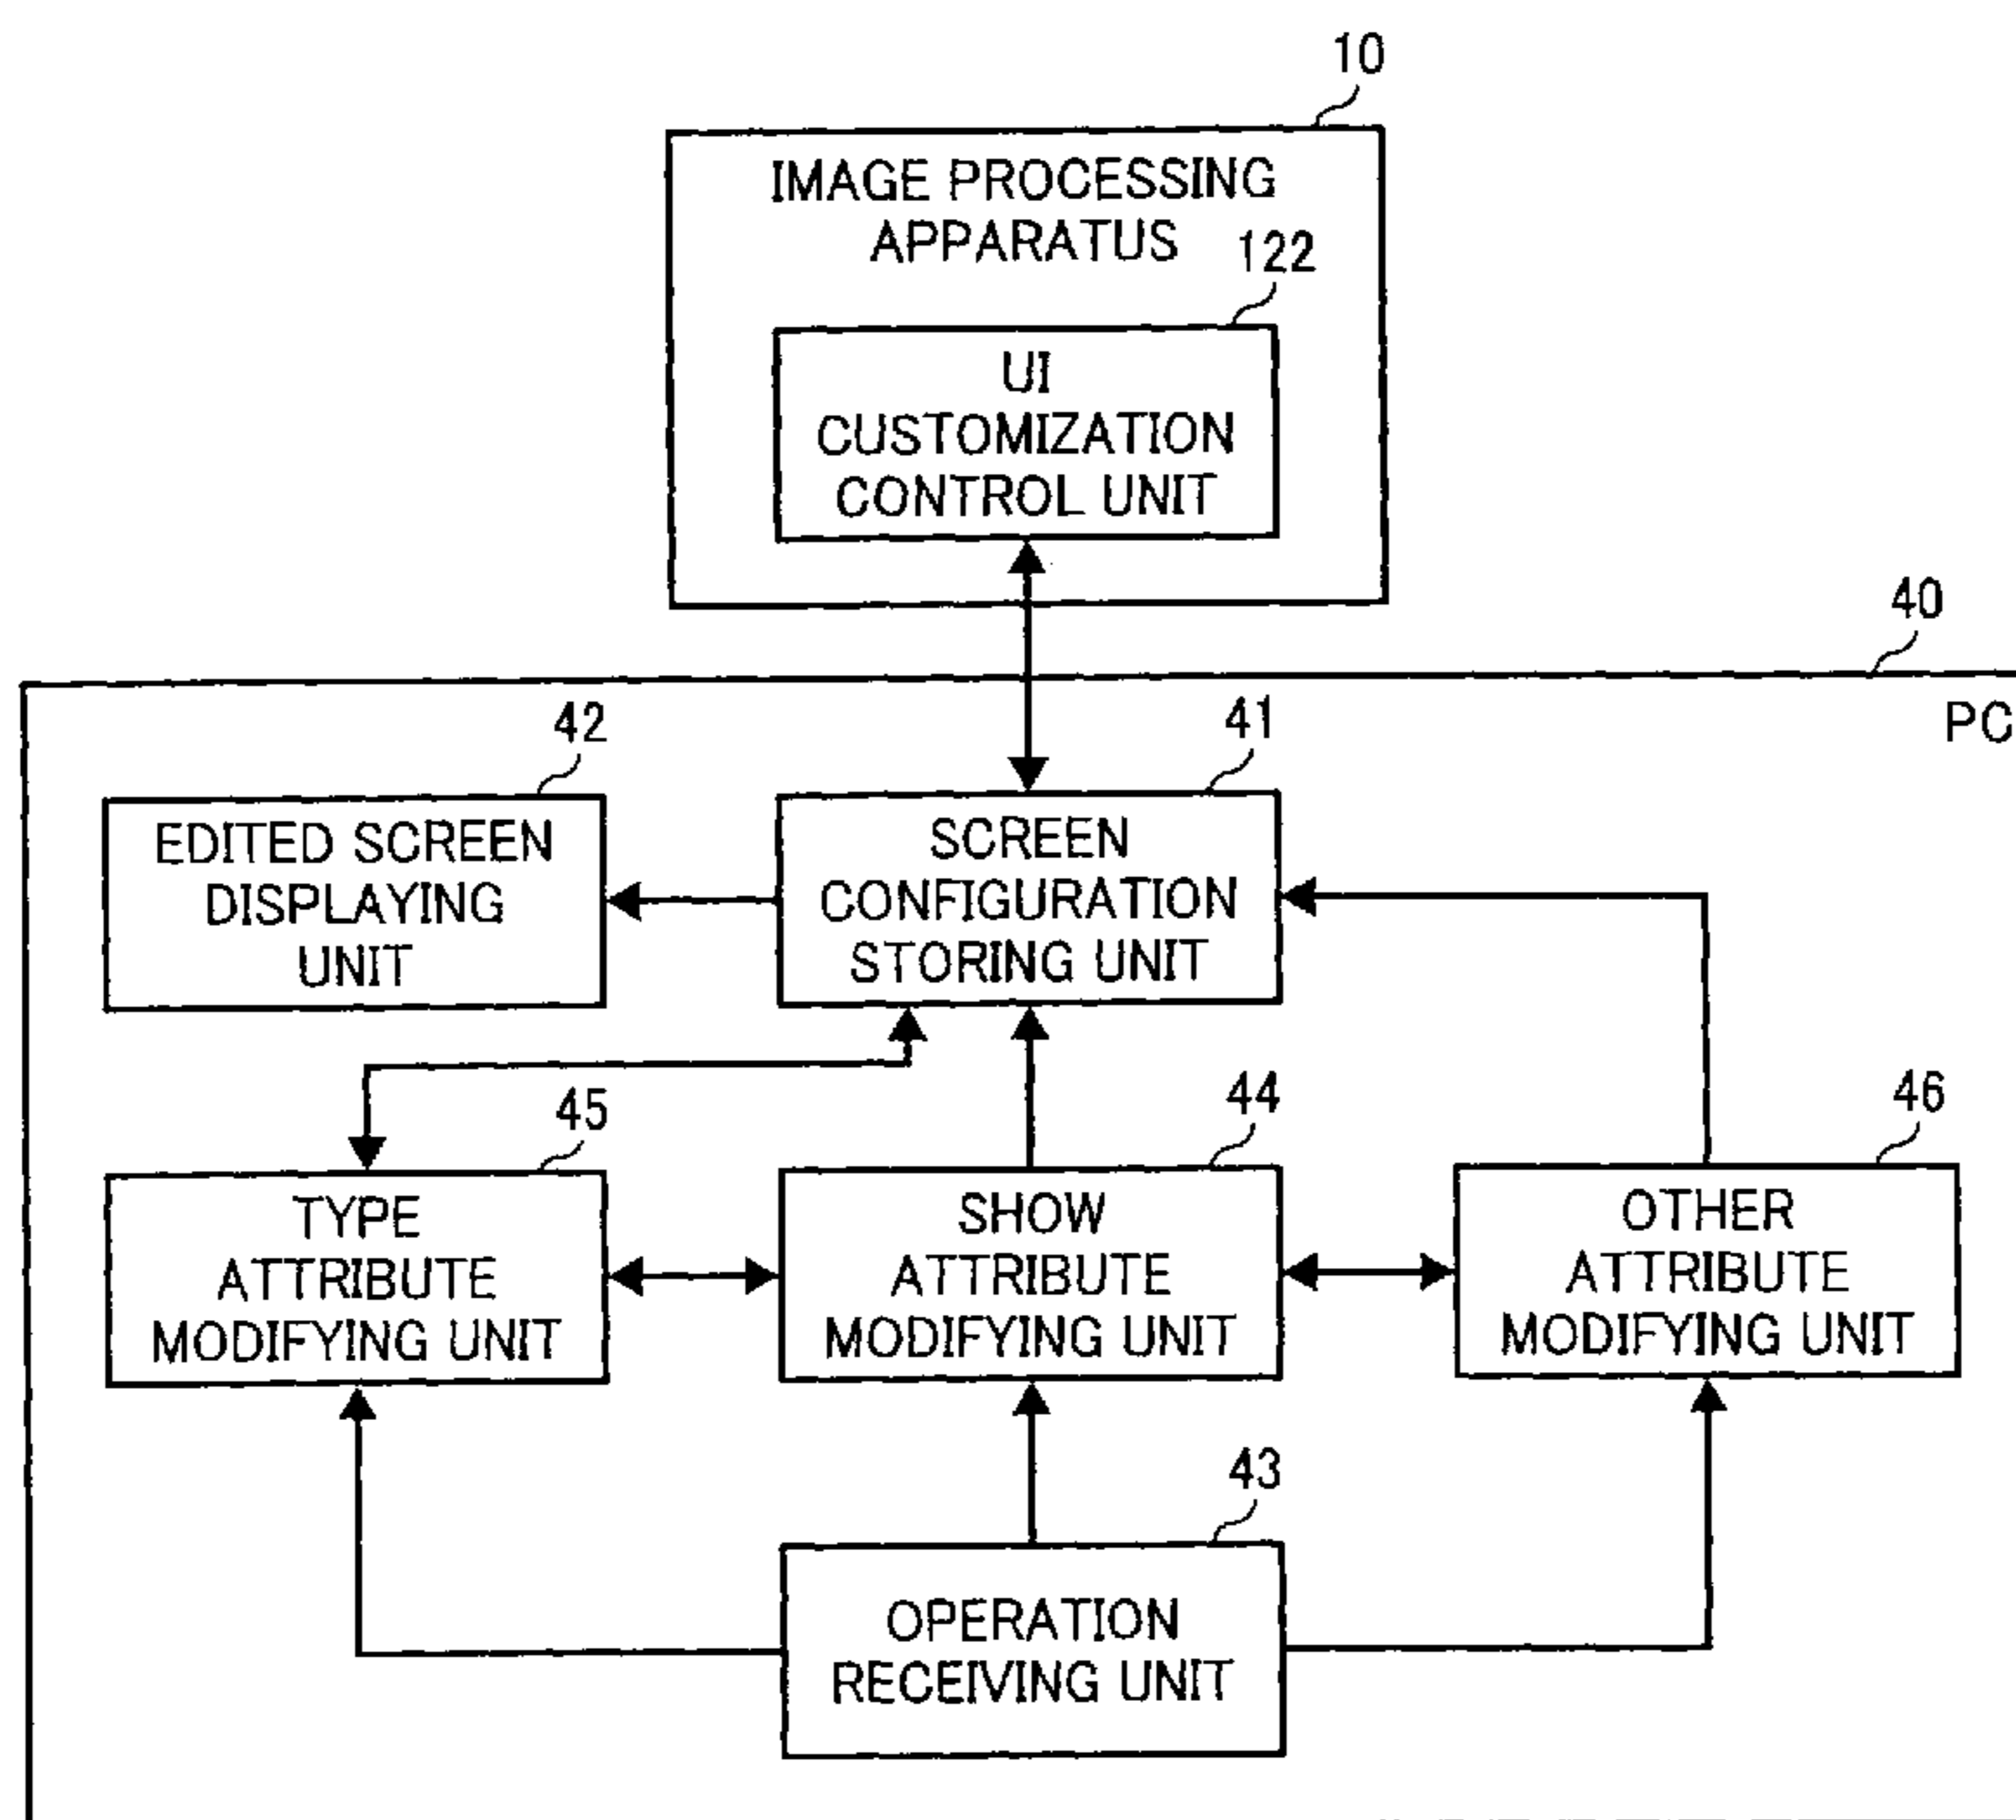 10
IMAGE PROCESSING
APPARATUS
122
UI
CUSTOMIZATION
CONTROL UNIT
40
PC
42
EDITED SCREEN
DISPLAYING
UNIT
41
SCREEN
CONFIGURATION
STORING UNIT
45
TYPE
ATTRIBUTE
MODIFYING UNIT
44
SHOW
ATTRIBUTE
MODIFYING UNIT
46
OTHER
ATTRIBUTE
MODIFYING UNIT
43
OPERATION
RECEIVING UNIT